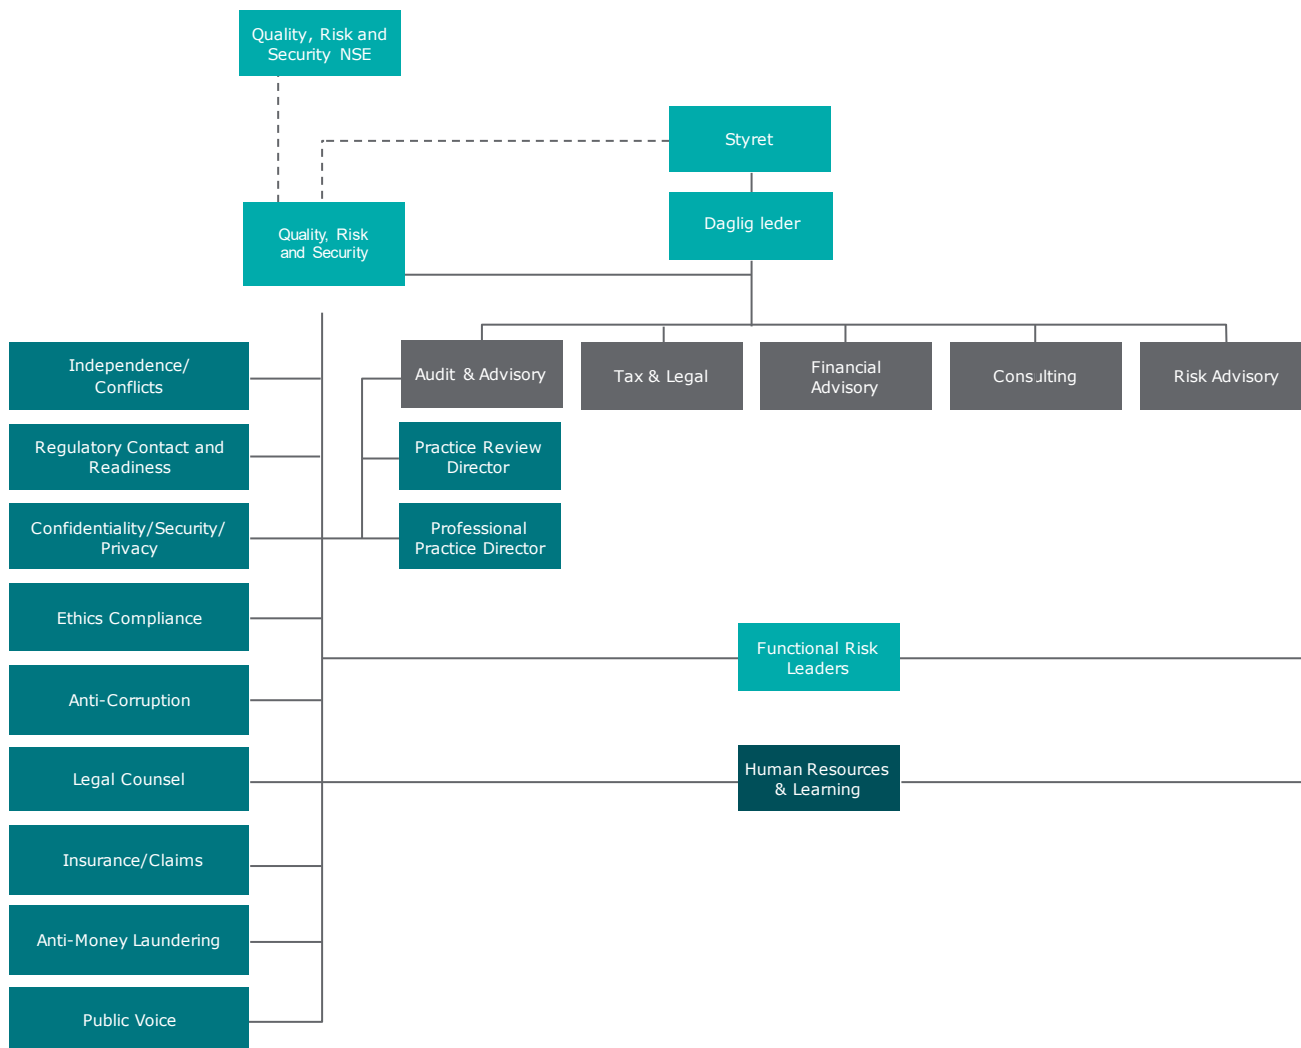 Quality, Risk and
Security NSE
Styret
Daglig leder
Quality, Risk
and Security
Independence/
Conflicts
Regulatory Contact and
Readiness
Confidentiality/Security/
Privacy
Ethics Compliance
Anti-Corruption
Legal Counsel
Insurance/Claims
Anti-Money Laundering
Public Voice
Audit & Advisory
Tax & Legal
Financial
Advisory
Consulting
Risk Advisory
Practice Review
Director
Professional
Practice Director
Functional Risk
Leaders
Human Resources
& Learning